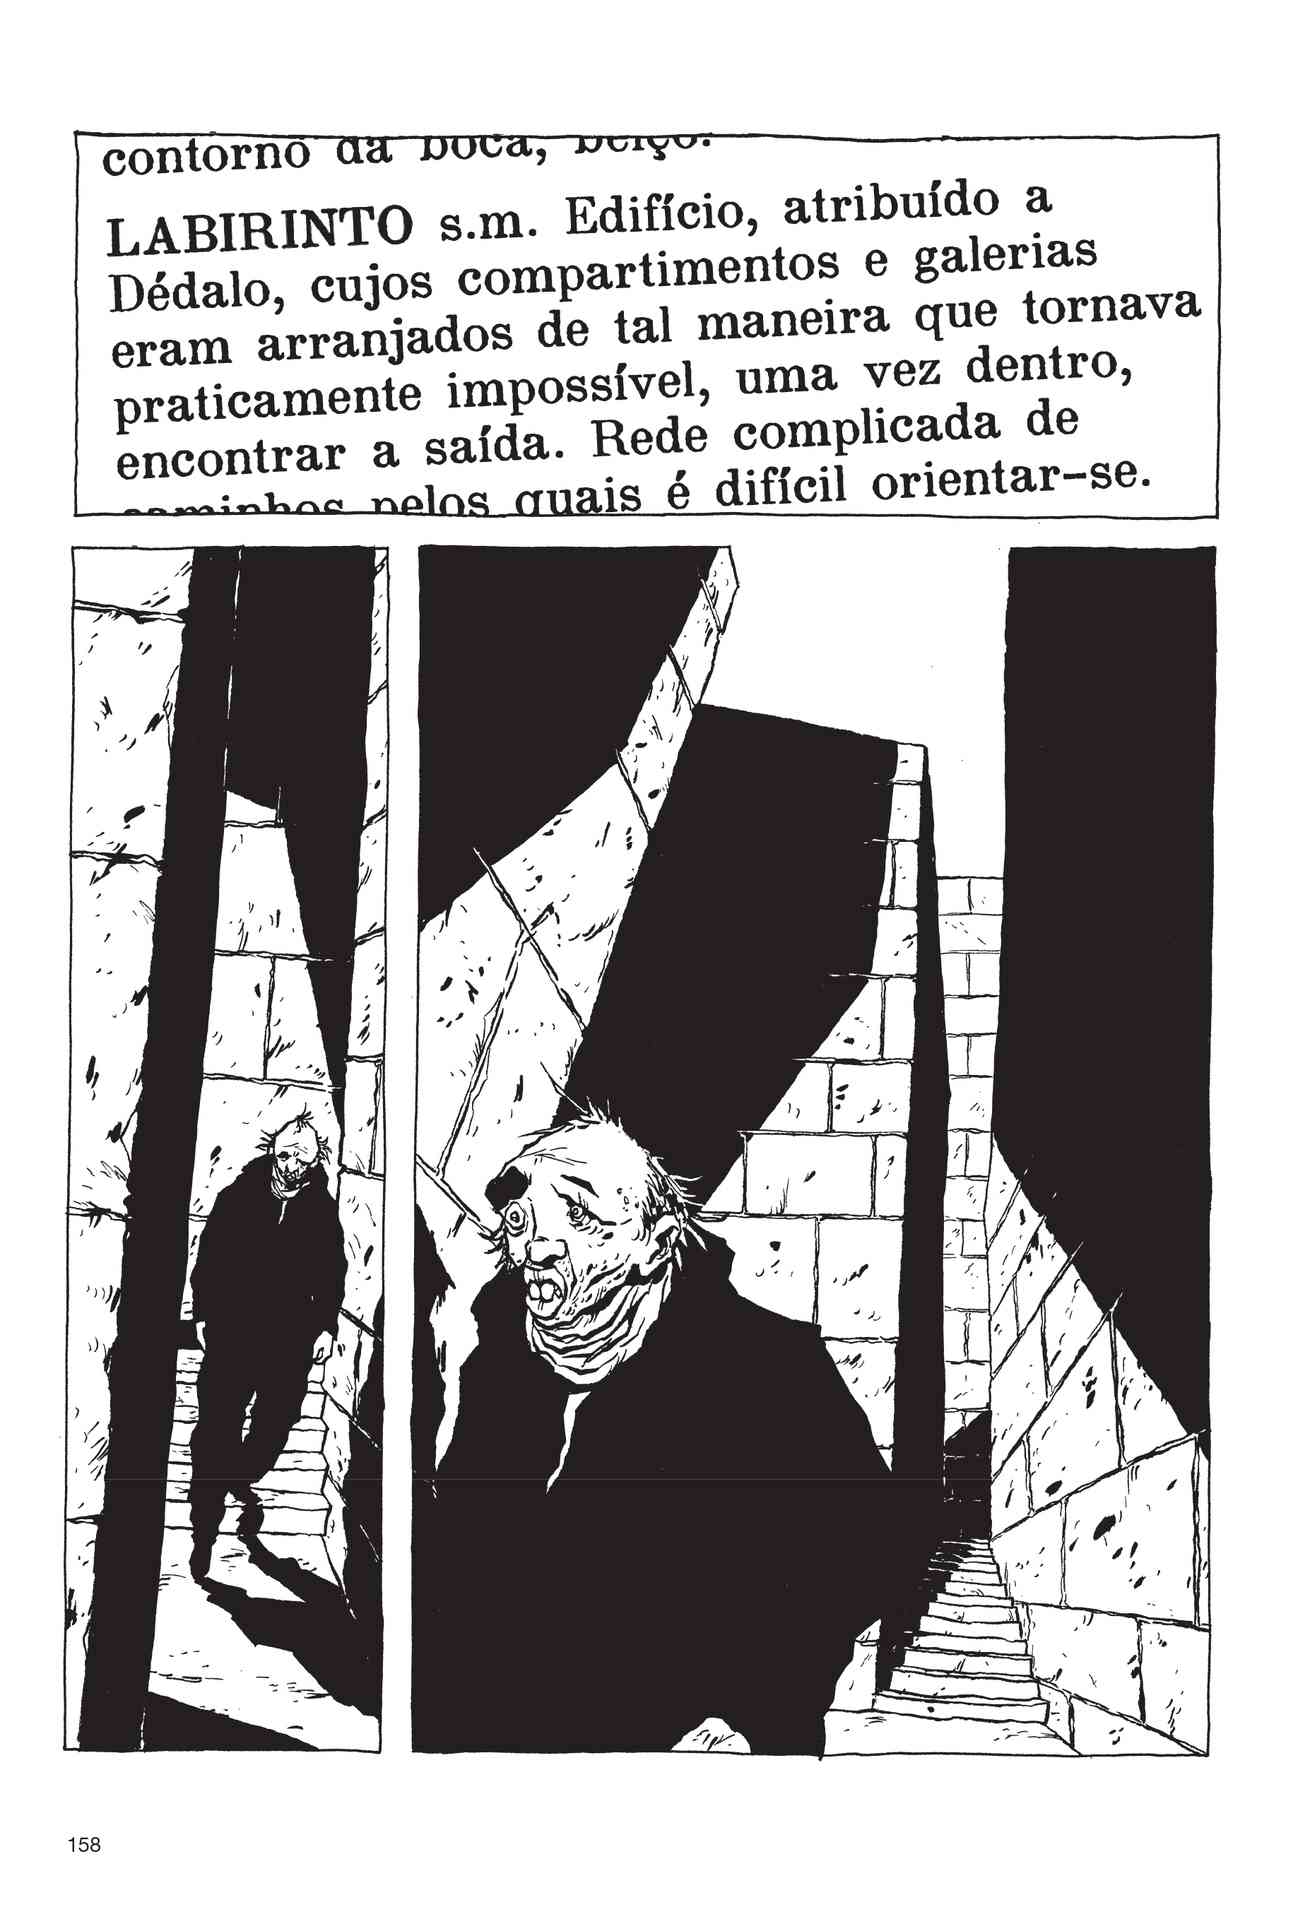 contorno da boca, beiço.
LABIRINTO s.m. Edifício, atribuído a
Dédalo, cujos compartimentos e galerias
eram arranjados de tal maneira que tornava
praticamente impossível, uma vez dentro,
encontrar a saída. Rede complicada de
caminhos pelos quais é difícil orientar-se.
158